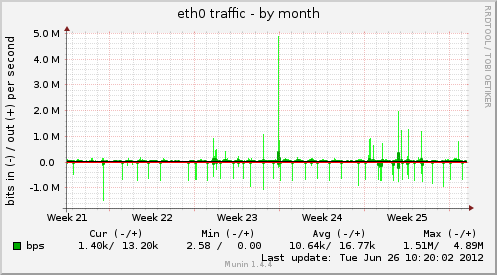 eth0 traffic - by month
RRDTOOL / TOBI OETIKER
bits in (-) / out (+) per second
5.0 M
4.0 M
3.0 M
2.0 M
1.0 M
0.0
-1.0 M
Week 21 Week 22 Week 23 Week 24 Week 25
Cur (-/+) Min (-/+) Avg (-/+) Max (-/+)
bps 1.40k/ 13.20k 2.58 / 0.00 10.64k/ 16.77k 1.51M/ 4.89M
Last update: Tue Jun 26 10:20:02 2012
Munin 1.4.4